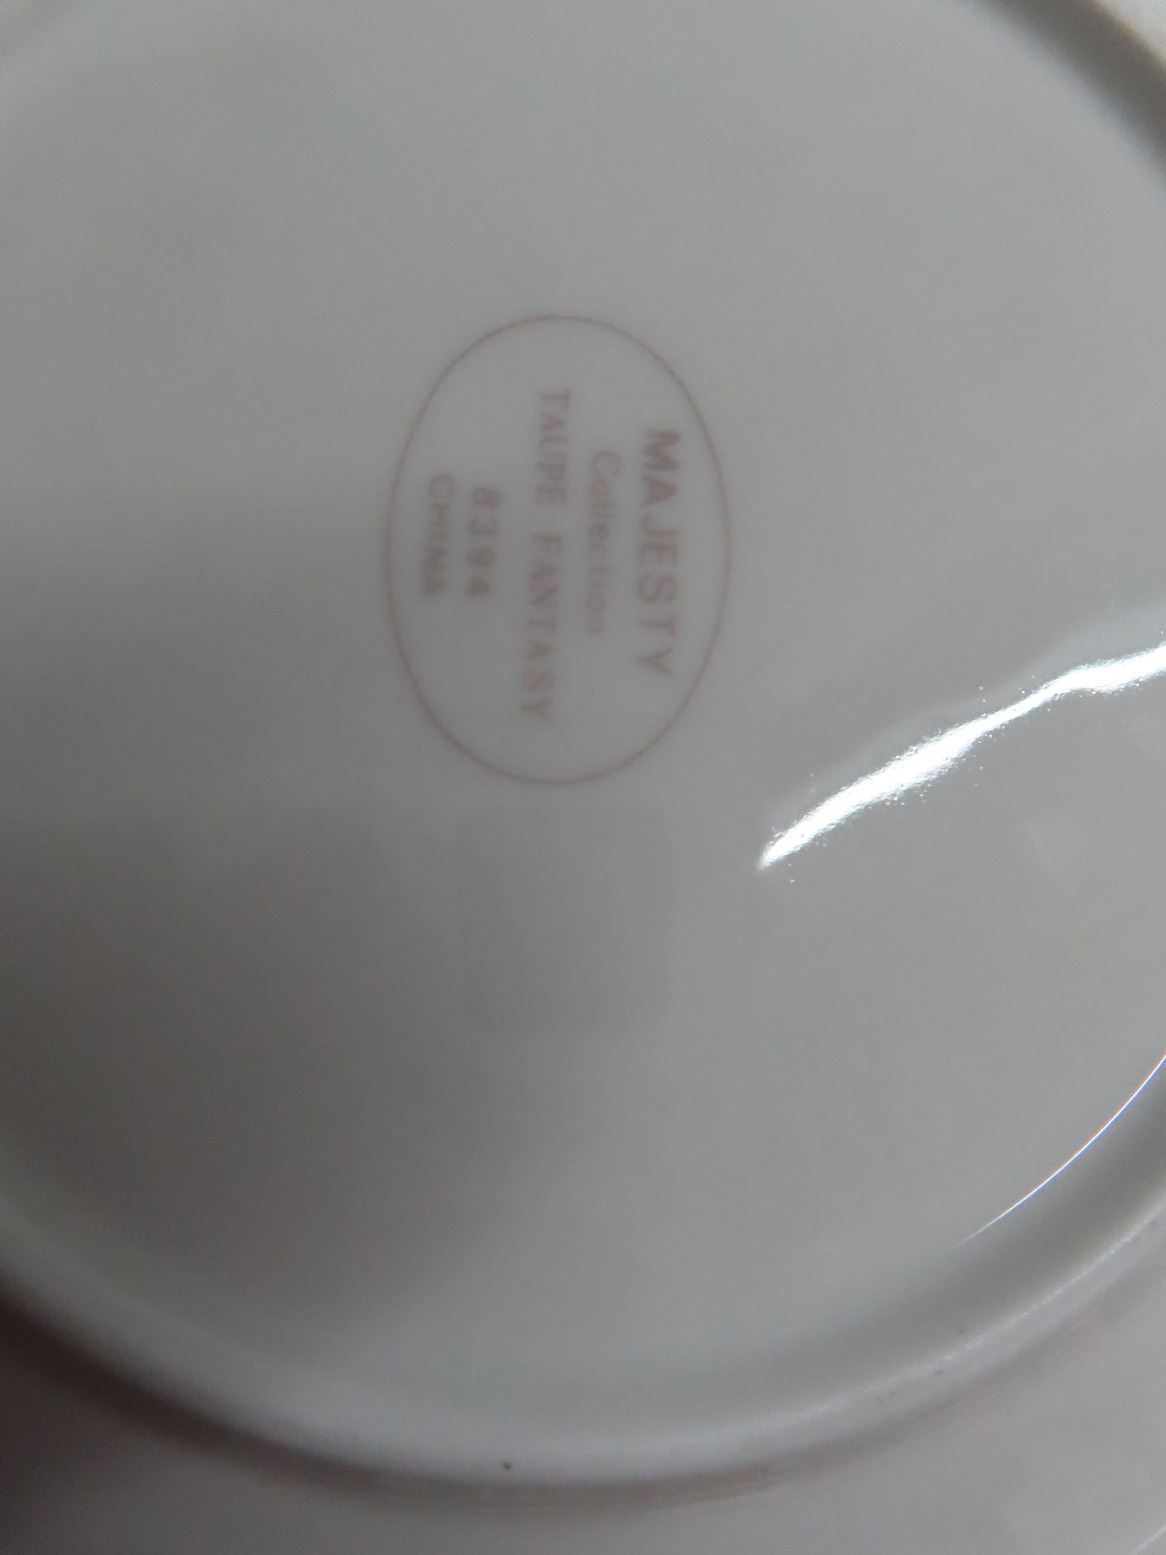 MAJESTY
Collection
TAUPE FANTASY
8394
CHINA